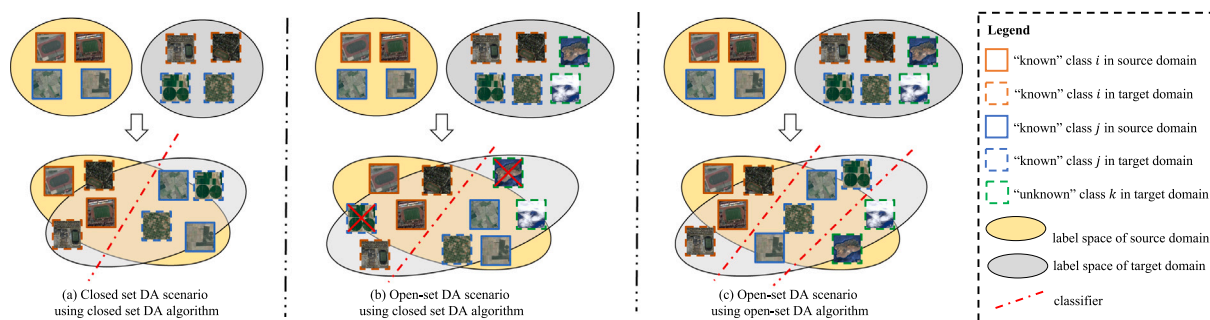 Legend
"known" class i in source domain
"known" class i in target domain
"known" class j in source domain
"known" class j in target domain
"unknown" class k in target domain
label space of source domain
label space of target domain
classifier
(a) Closed set DA scenario
using closed set DA algorithm
(b) Open-set DA scenario
using closed set DA algorithm
(c) Open-set DA scenario
using open-set DA algorithm